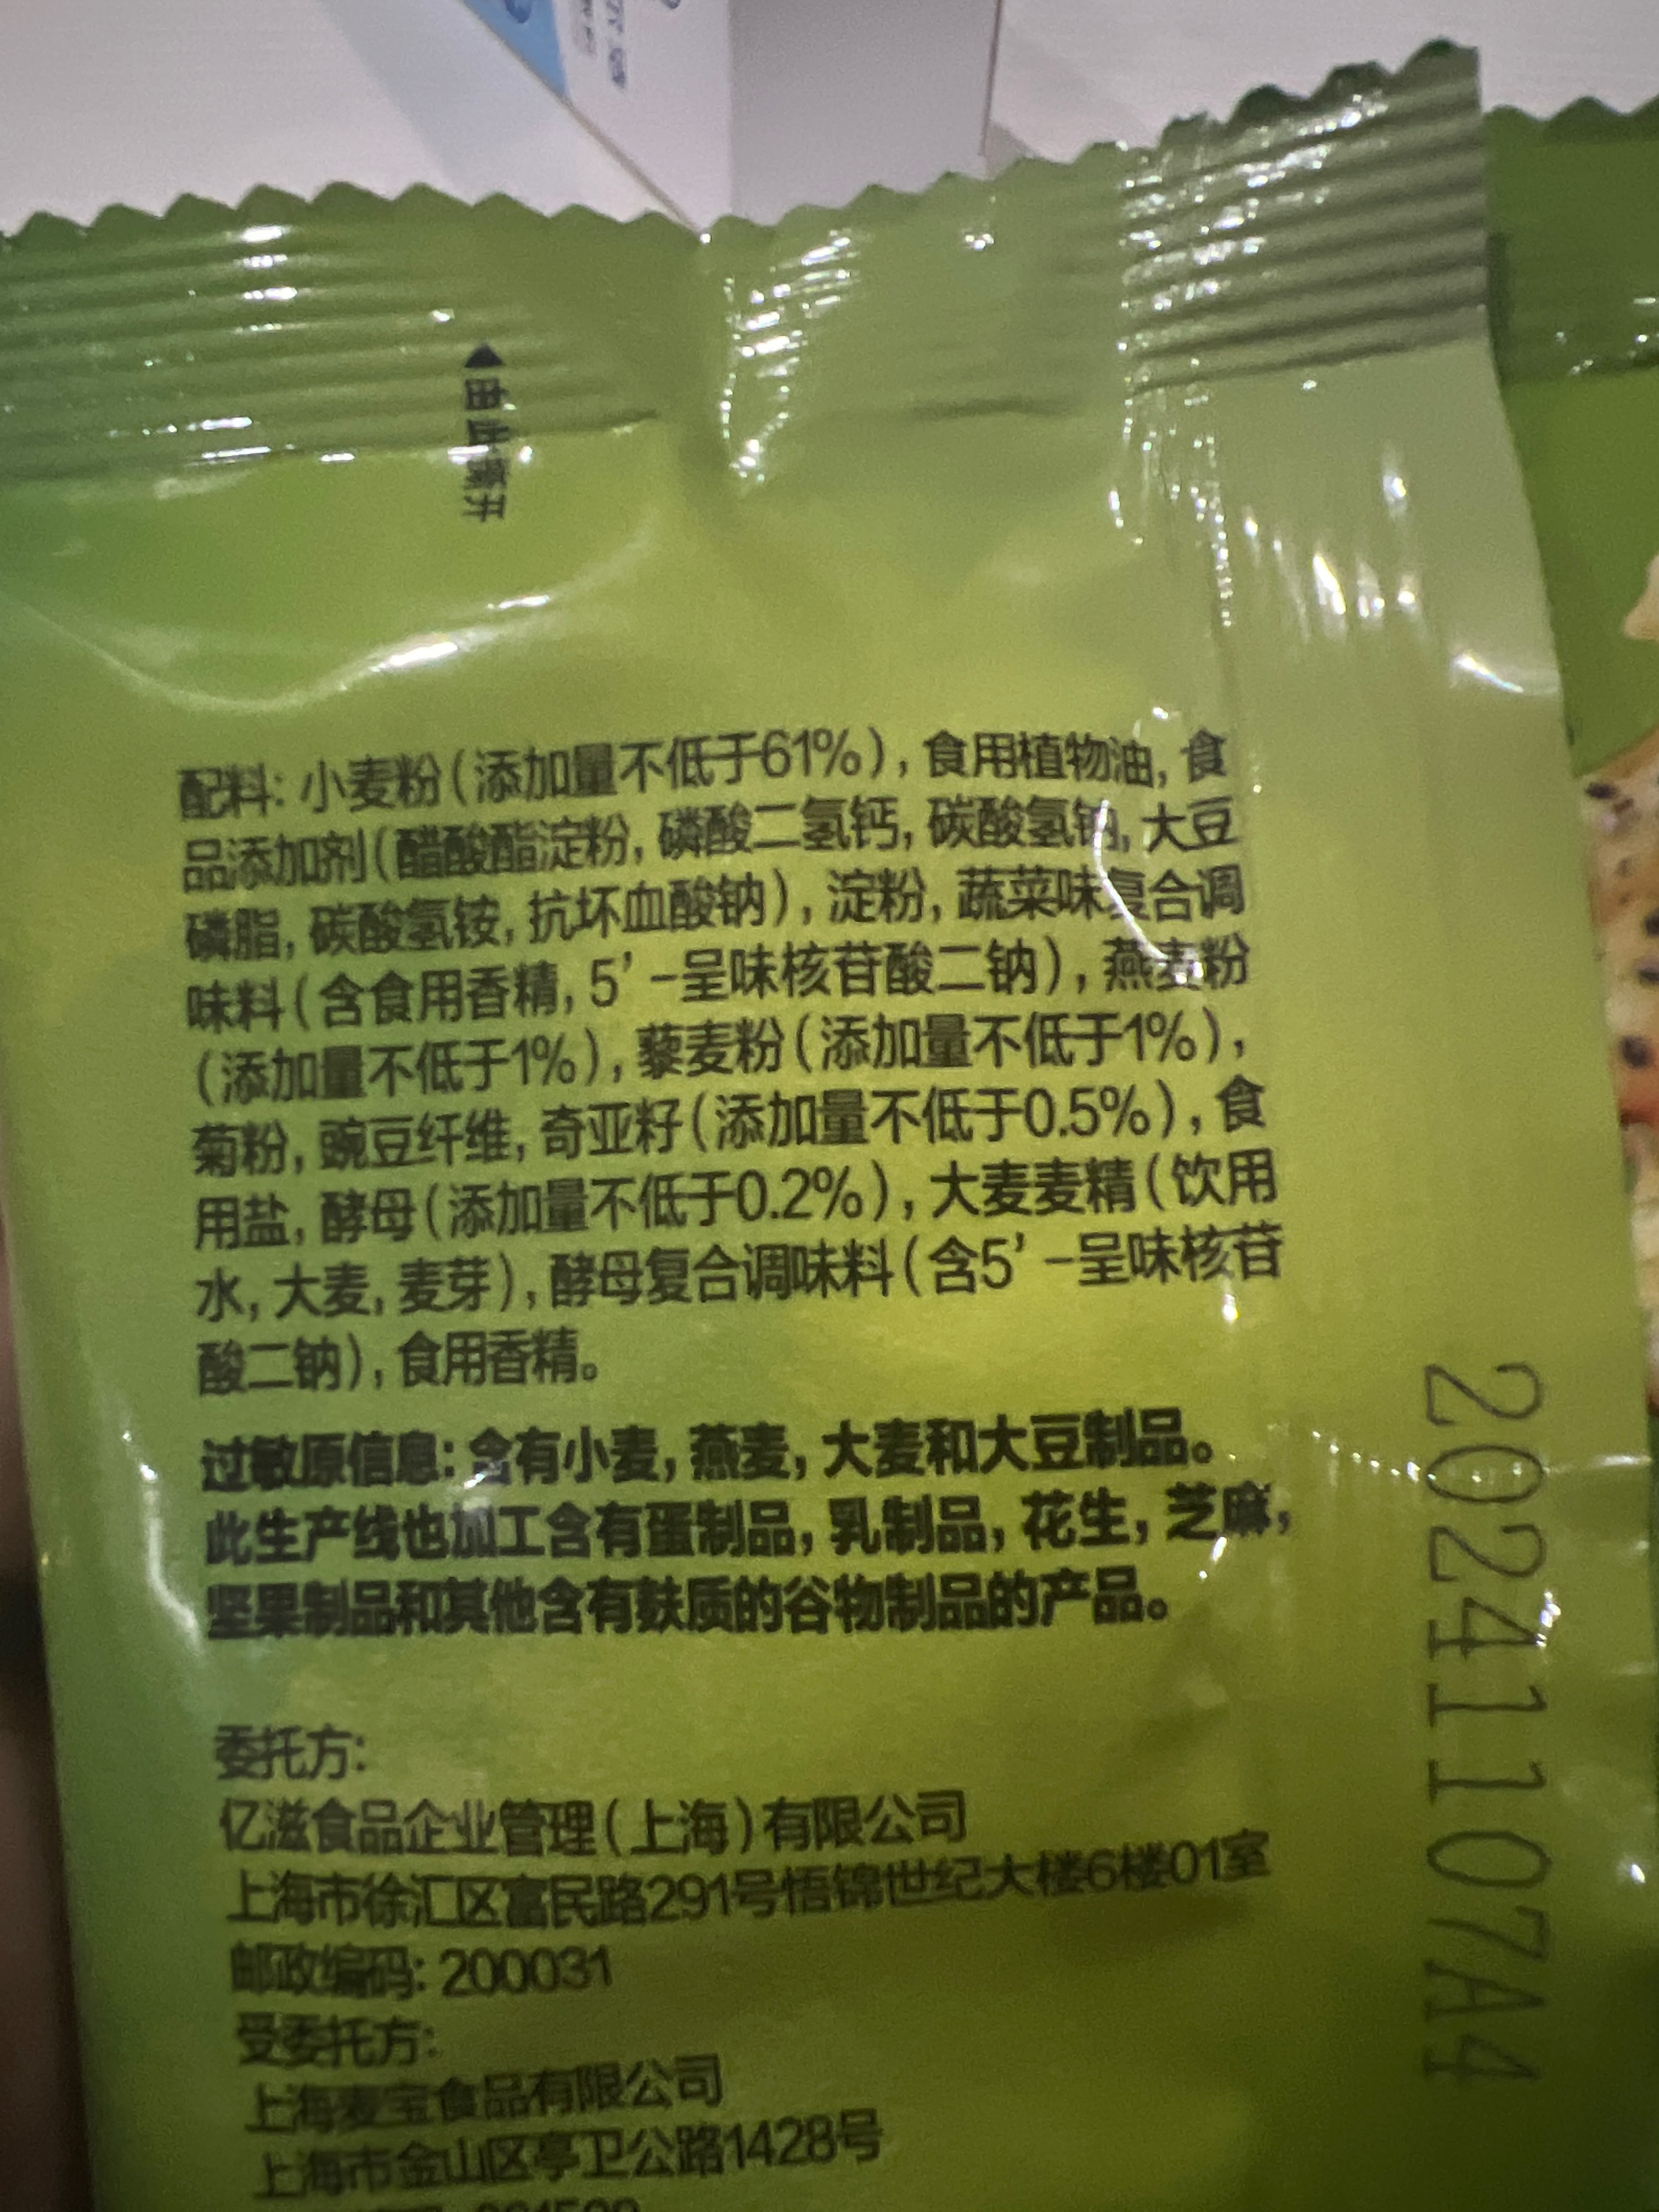 ▲由此撕开
配料: 小麦粉(添加量不低于61%), 食用植物油, 食
品添加剂(醋酸酯淀粉, 磷酸二氢钙, 碳酸氢钠, 大豆
磷脂, 碳酸氢铵, 抗坏血酸钠), 淀粉, 蔬菜味复合调
味料(含食用香精, 5’-呈味核苷酸二钠), 燕麦粉
(添加量不低于1%), 藜麦粉(添加量不低于1%),
菊粉, 豌豆纤维, 奇亚籽(添加量不低于0.5%), 食
用盐, 酵母(添加量不低于0.2%), 大麦麦精(饮用
水, 大麦, 麦芽), 酵母复合调味料(含5’-呈味核苷
酸二钠), 食用香精。
过敏原信息: 含有小麦, 燕麦, 大麦和大豆制品。
此生产线也加工含有蛋制品, 乳制品, 花生, 芝麻,
坚果制品和其他含有麸质的谷物制品的产品。
委托方:
亿滋食品企业管理(上海)有限公司
上海市徐汇区富民路291号悟锦世纪大楼6楼01室
邮政编码: 200031
受委托方:
上海麦宝食品有限公司
上海市金山区亭卫公路1428号
20241107A4